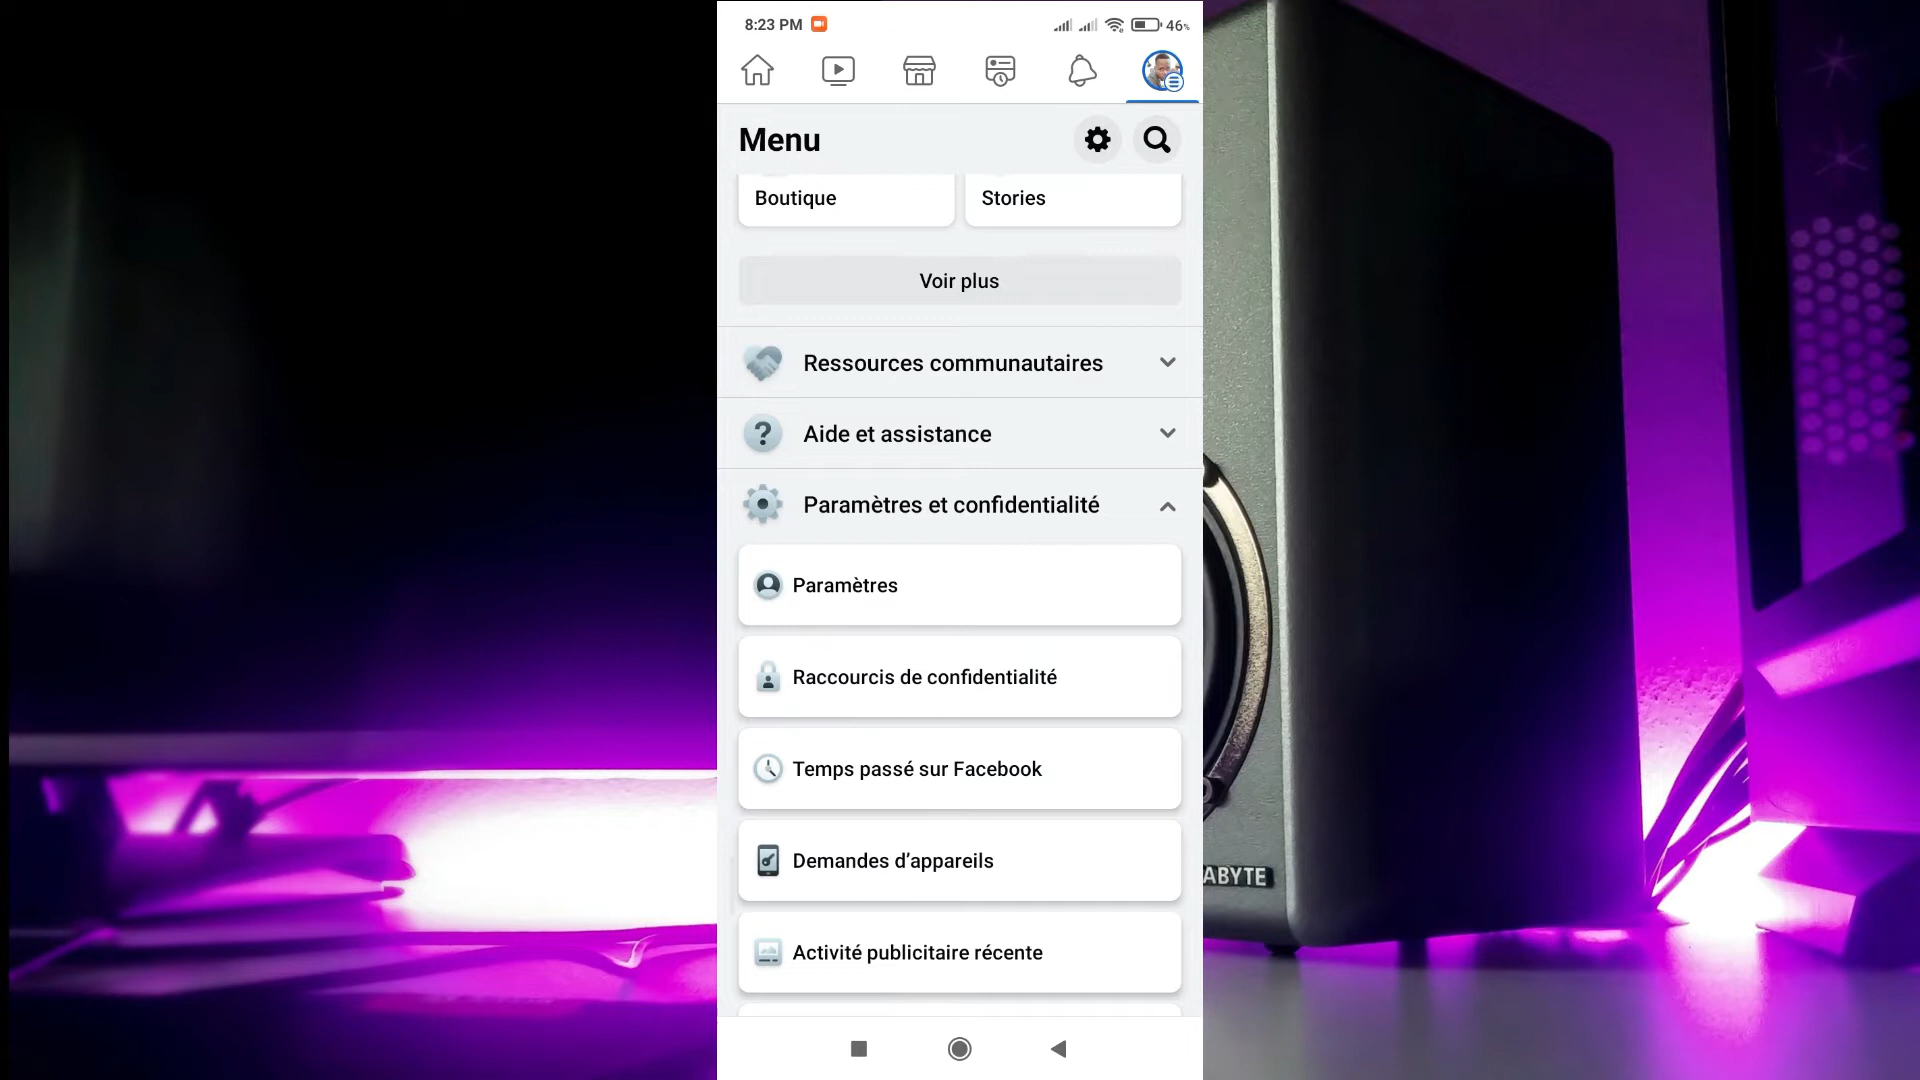 8:23 PM
46%
Menu
Boutique
Stories
Voir plus
Ressources communautaires
Aide et assistance
Paramètres et confidentialité
Paramètres
Raccourcis de confidentialité
Temps passé sur Facebook
Demandes d'appareils
Activité publicitaire récente
ABYTE